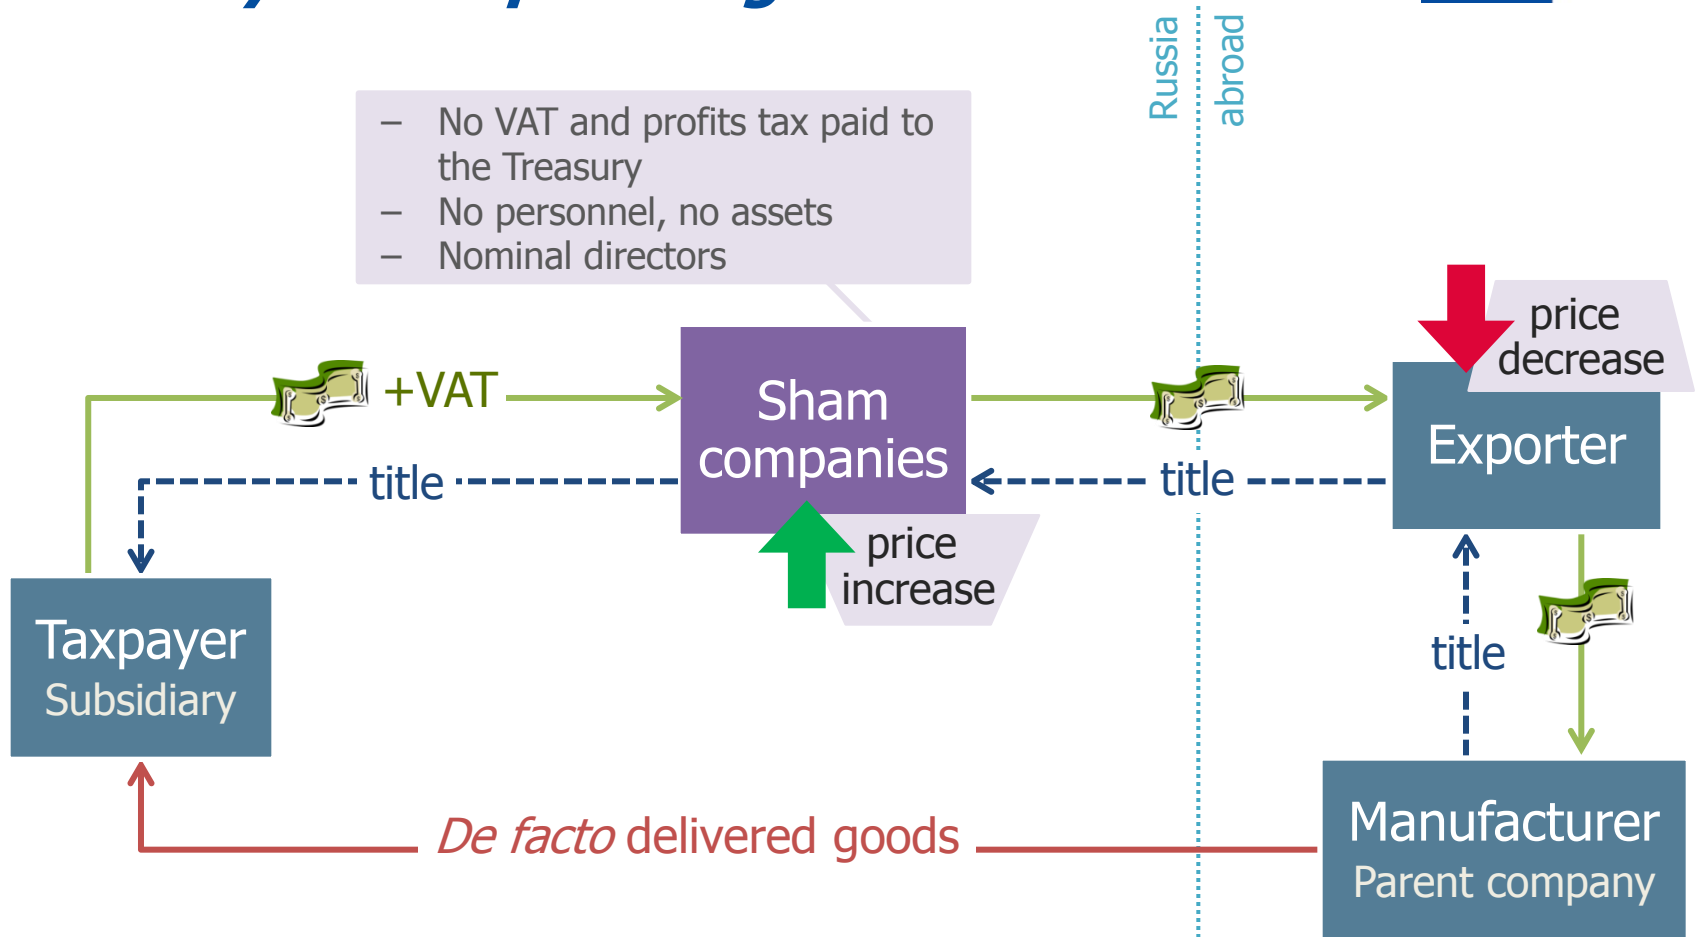 Russia
abroad
– No VAT and profits tax paid to
the Treasury
– No personnel, no assets
– Nominal directors
price
decrease
+VAT
Sham
companies
Exporter
title
title
price
increase
Taxpayer
Subsidiary
title
De facto delivered goods
Manufacturer
Parent company